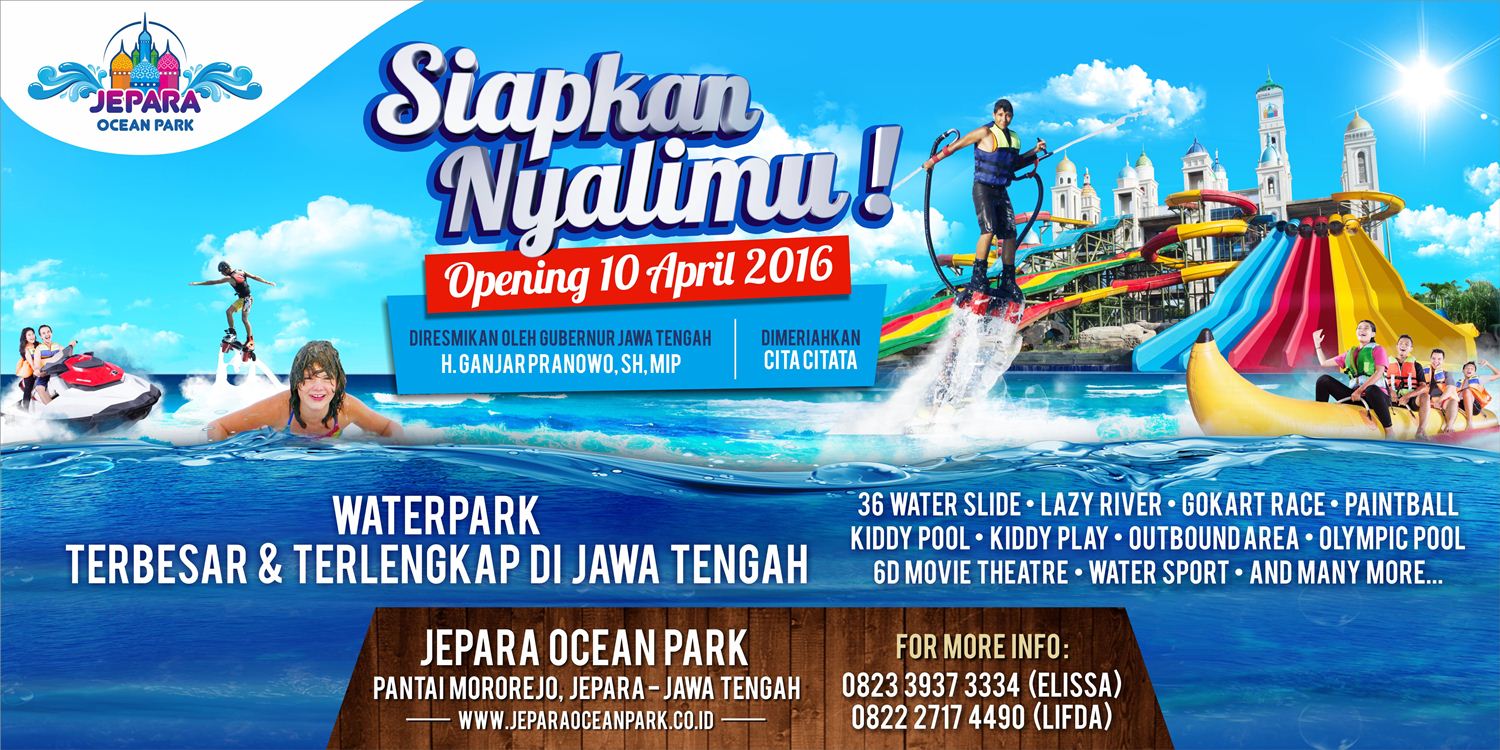 JEPARA
OCEAN PARK
Siapkan
Nyalimu!
Opening 10 April 2016
DIRESMIKAN OLEH GUBERNUR JAWA TENGAH
H. GANJAR PRANOWO, SH, MIP
DIMERIAHKAN
CITA CITATA
WATERPARK
TERBESAR & TERLENGKAP DI JAWA TENGAH
36 WATER SLIDE • LAZY RIVER • GOKART RACE • PAINTBALL
KIDDY POOL • KIDDY PLAY • OUTBOUND AREA • OLYMPIC POOL
6D MOVIE THEATRE • WATER SPORT • AND MANY MORE...
JEPARA OCEAN PARK
PANTAI MOROREJO, JEPARA – JAWA TENGAH
WWW.JEPARAOCEANPARK.CO.ID
FOR MORE INFO :
0823 3937 3334 (ELISSA)
0822 2717 4490 (LIFDA)